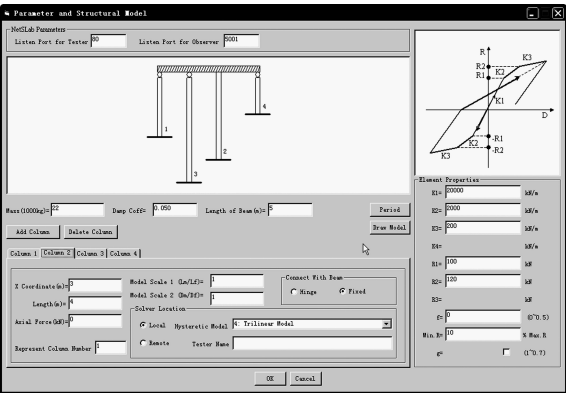 Parameter and Structural Model
NetSLab Parameters
Listen Port for Tester 80 Listen Port for Observer 5001
1
2
3
4
R
R2
R1
K3
K2
K1
D
-R1
-R2
K2
K3
Mass(1000kg)= 22 Damp Coff= 0.050 Length of Beam(m)= 5 Period
Add Column Delete Column Draw Model
Column 1 Column 2 Column 3 Column 4
X Coordinate(m)= 3
Length(m)= 4
Axial Force(kN)= 0
Represent Column Number 1
Model Scale 1 (Lm/Lf)= 1
Model Scale 2 (Dm/Df)= 1
Connect With Beam
Hinge Fixed
Solver Location
Local Hysteretic Model 4: Trilinear Model
Remote Tester Name
Element Properties
K1= 20000 kN/m
K2= 2000 kN/m
K3= 200 kN/m
K4= kN/m
R1= 100 kN
R2= 120 kN
R3= kN
f= 0 (0~0.5)
Min.R= 10 % Max.R
g= (1~0.7)
OK Cancel